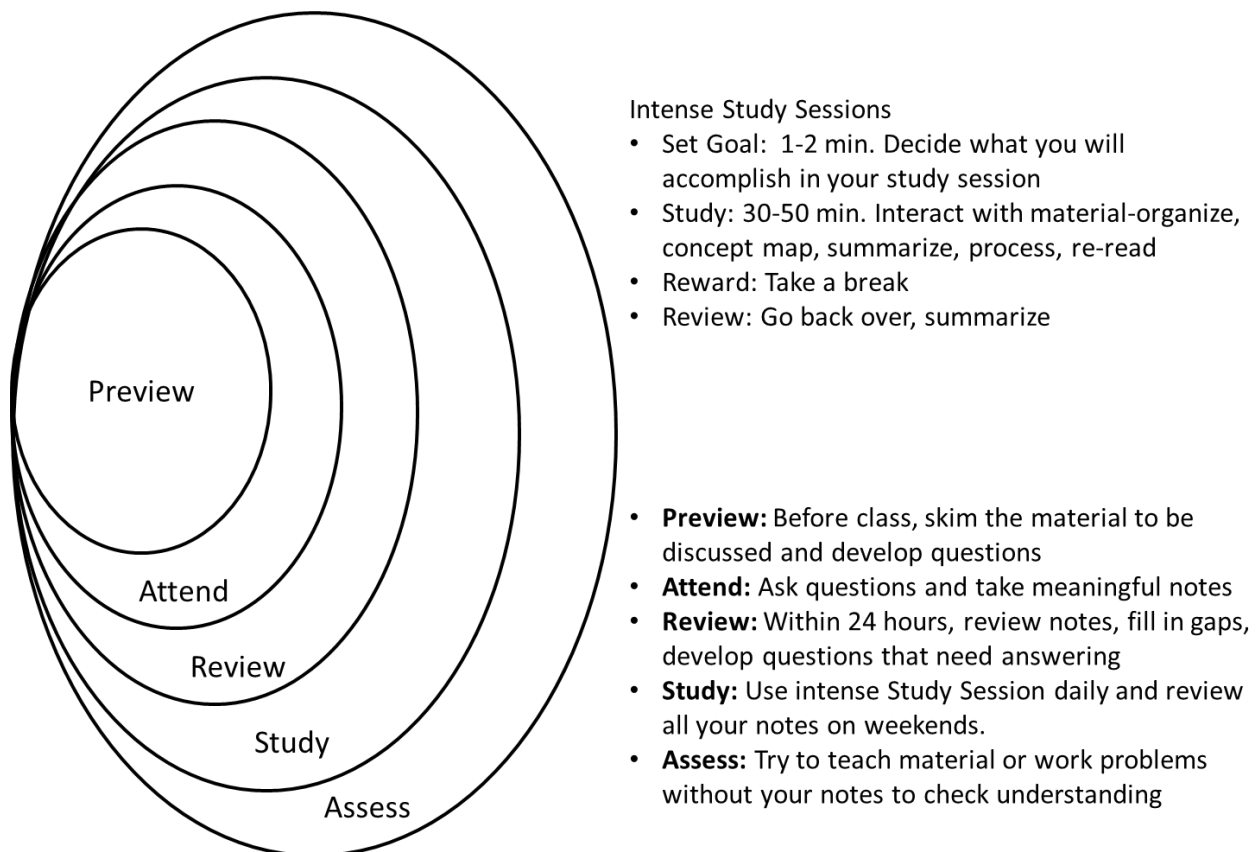 Preview
Attend
Review
Study
Assess
Intense Study Sessions
• Set Goal:  1-2 min. Decide what you will
accomplish in your study session
• Study: 30-50 min. Interact with material-organize,
concept map, summarize, process, re-read
• Reward: Take a break
• Review: Go back over, summarize
• Preview: Before class, skim the material to be
discussed and develop questions
• Attend: Ask questions and take meaningful notes
• Review: Within 24 hours, review notes, fill in gaps,
develop questions that need answering
• Study: Use intense Study Session daily and review
all your notes on weekends.
• Assess: Try to teach material or work problems
without your notes to check understanding